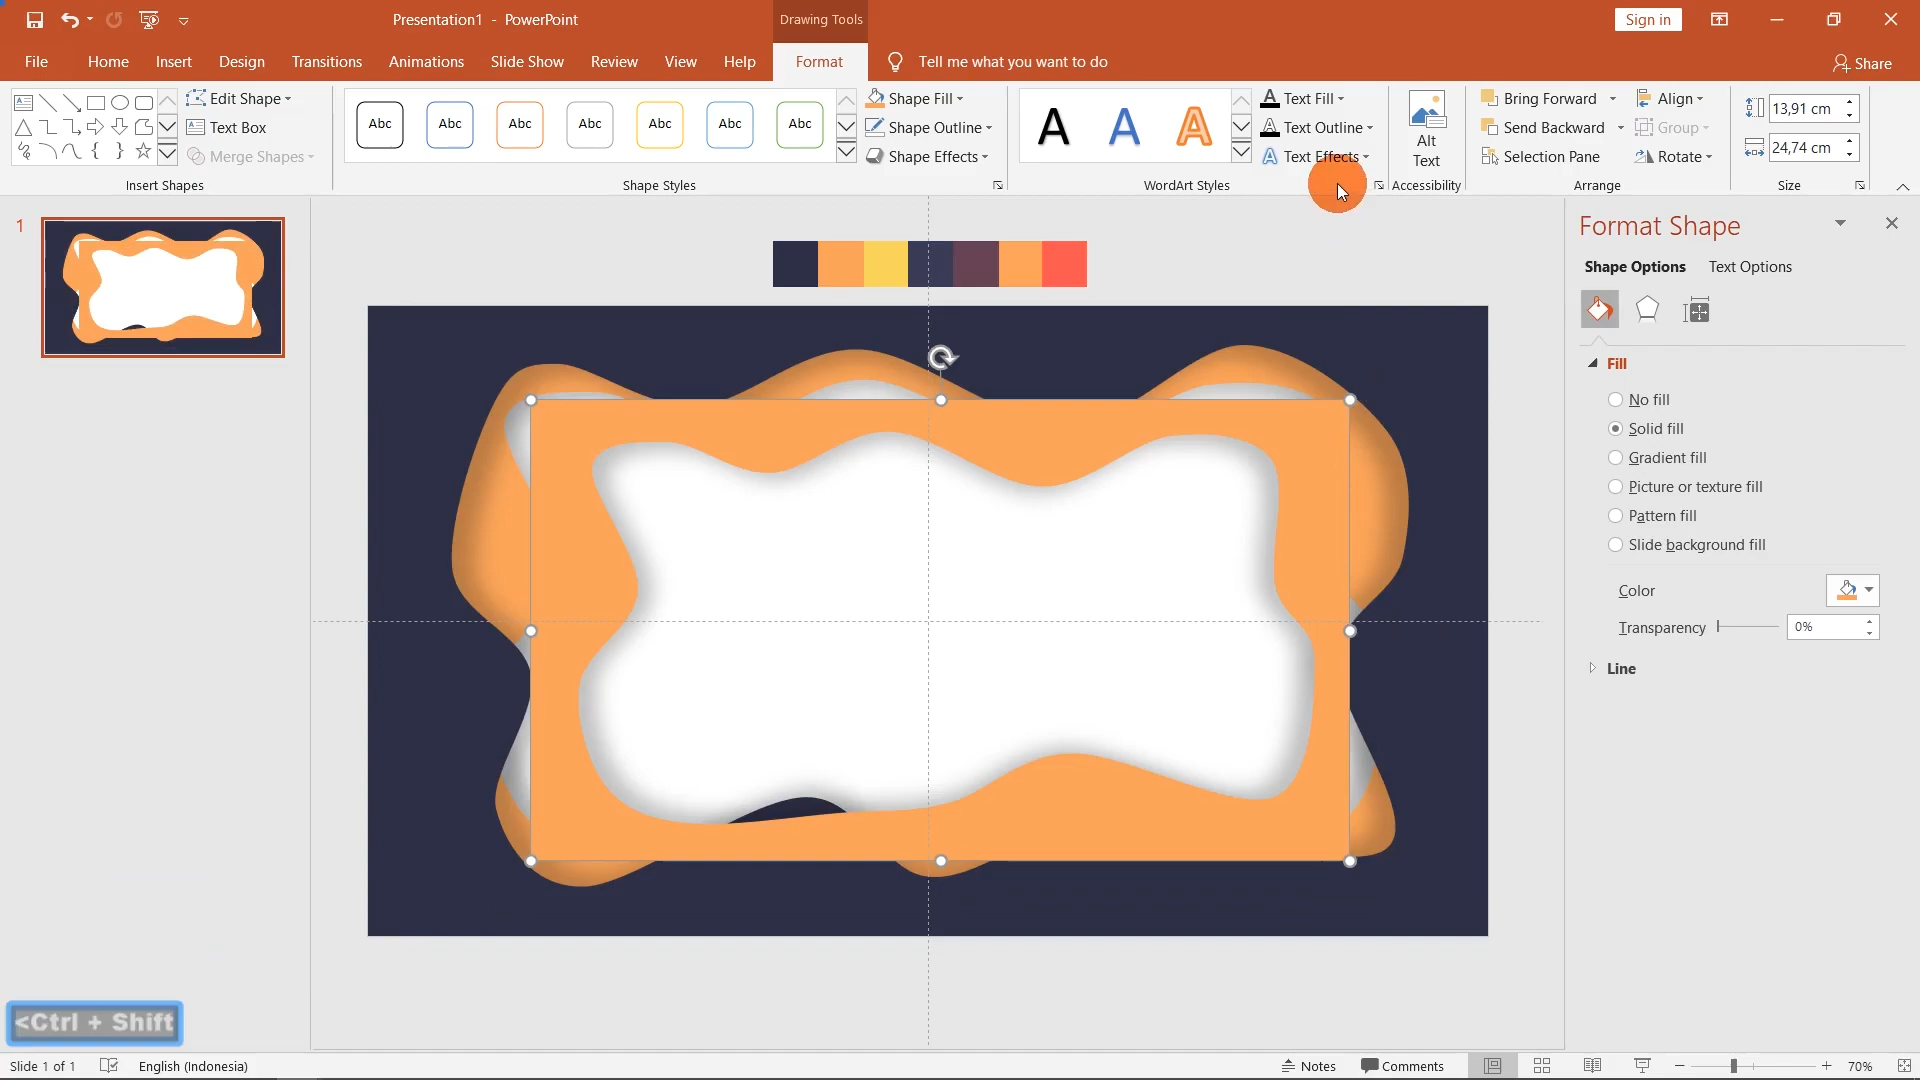 Presentation1 - PowerPoint
Drawing Tools
Sign in
File
Home
Insert
Design
Transitions
Animations
Slide Show
Review
View
Help
Format
Tell me what you want to do
Share
Edit Shape
Text Box
Merge Shapes
Insert Shapes
Abc
Abc
Abc
Abc
Abc
Abc
Abc
Shape Fill
Shape Outline
Shape Effects
Shape Styles
A
A
A
Text Fill
Text Outline
Text Effects
WordArt Styles
Alt
Text
Accessibility
Bring Forward
Send Backward
Selection Pane
Align
Group
Rotate
Arrange
13,91 cm
24,74 cm
Size
1
Format Shape
Shape Options
Text Options
Fill
No fill
Solid fill
Gradient fill
Picture or texture fill
Pattern fill
Slide background fill
Color
Transparency
0%
Line
<Ctrl + Shift
Slide 1 of 1
English (Indonesia)
Notes
Comments
70%